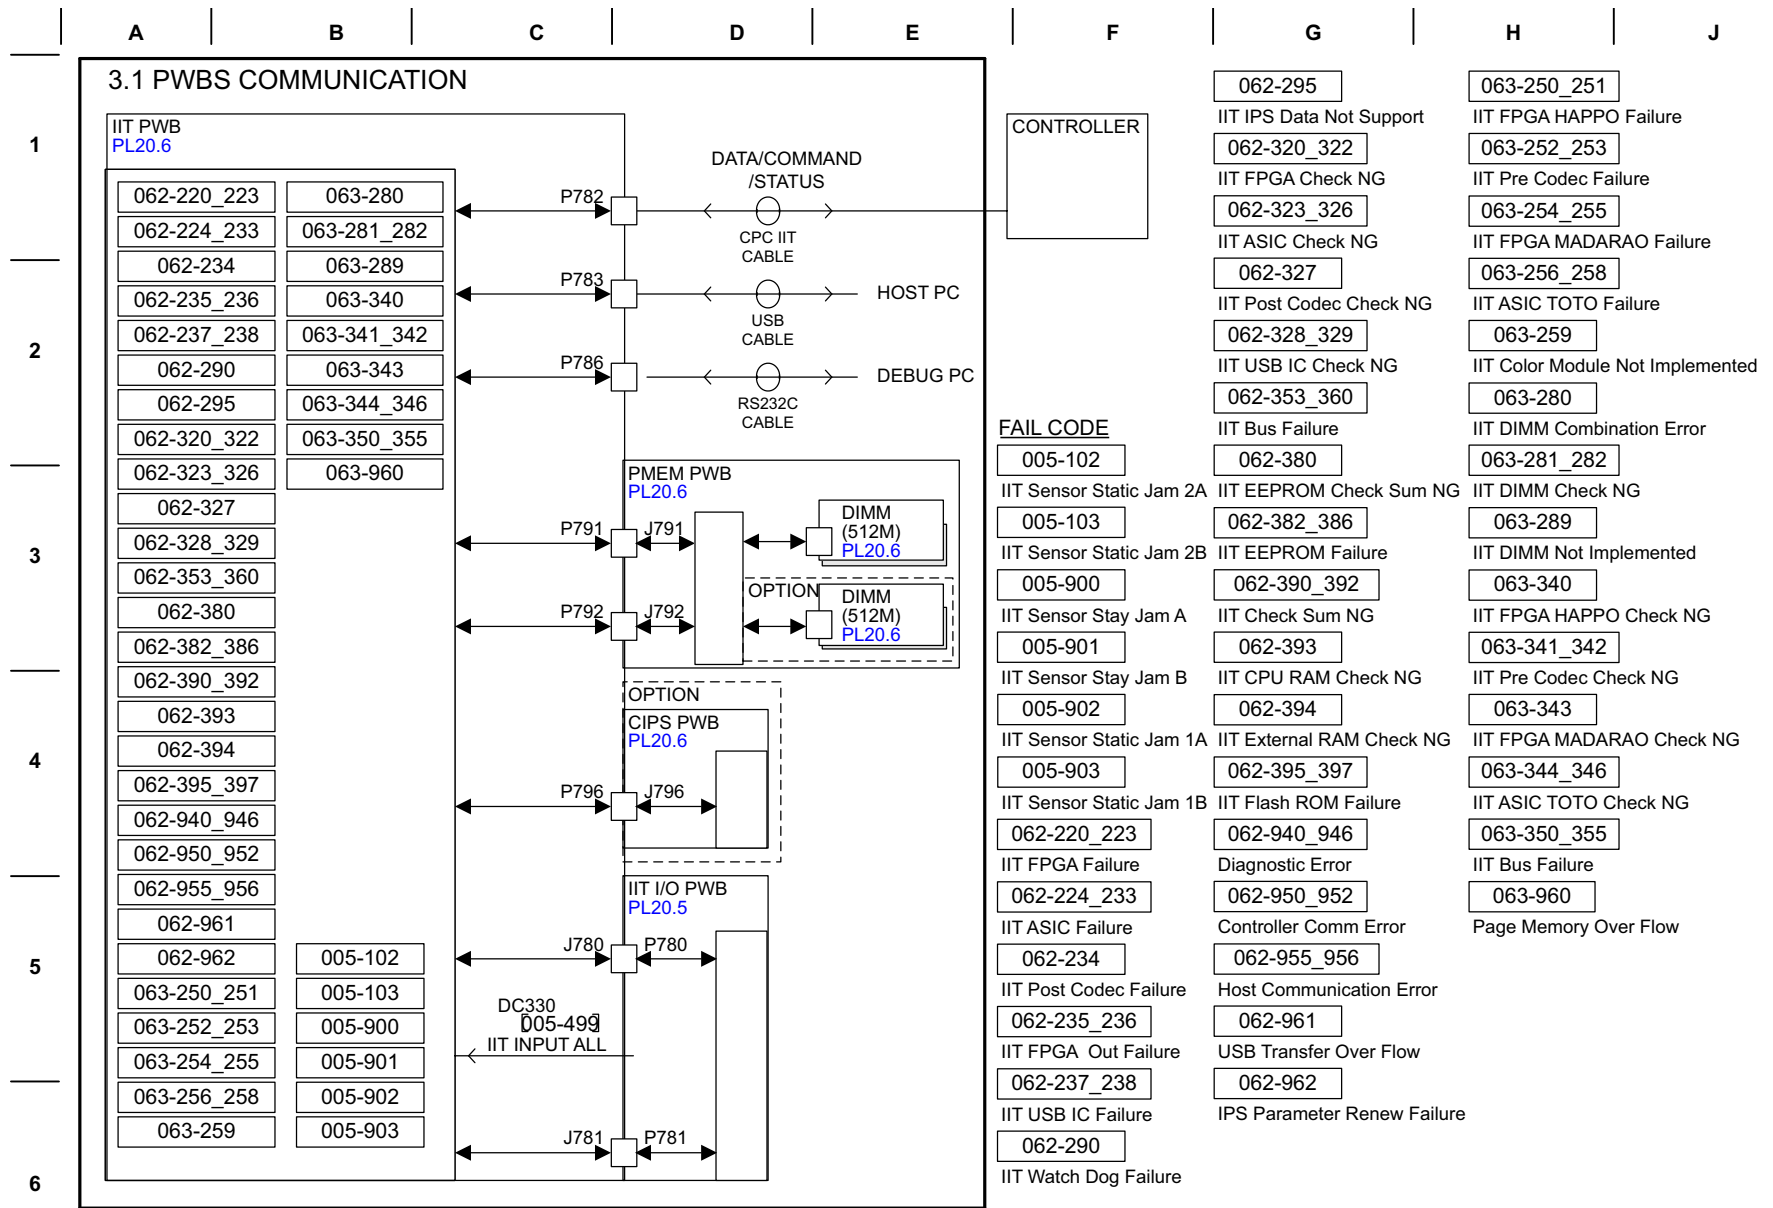 A B C D E F G H J
1
2
3
4
5
6
3.1 PWBS COMMUNICATION
IIT PWB
PL20.6
062-220_223
062-224_233
062-234
062-235_236
062-237_238
062-290
062-295
062-320_322
062-323_326
062-327
062-328_329
062-353_360
062-380
062-382_386
062-390_392
062-393
062-394
062-395_397
062-940_946
062-950_952
062-955_956
062-961
062-962
063-250_251
063-252_253
063-254_255
063-256_258
063-259
063-280
063-281_282
063-289
063-340
063-341_342
063-343
063-344_346
063-350_355
063-960
005-102
005-103
005-900
005-901
005-902
005-903
P782
DATA/COMMAND
/STATUS
CPC IIT
CABLE
CONTROLLER
P783
USB
CABLE
HOST PC
P786
RS232C
CABLE
DEBUG PC
PMEM PWB
PL20.6
P791 J791
DIMM
(512M)
PL20.6
P792 J792
OPTION
DIMM
(512M)
PL20.6
OPTION
CIPS PWB
PL20.6
P796 J796
IIT I/O PWB
PL20.5
J780 P780
DC330
[005-499]
IIT INPUT ALL
J781 P781
FAIL CODE
005-102
IIT Sensor Static Jam 2A
005-103
IIT Sensor Static Jam 2B
005-900
IIT Sensor Stay Jam A
005-901
IIT Sensor Stay Jam B
005-902
IIT Sensor Static Jam 1A
005-903
IIT Sensor Static Jam 1B
062-220_223
IIT FPGA Failure
062-224_233
IIT ASIC Failure
062-234
IIT Post Codec Failure
062-235_236
IIT FPGA Out Failure
062-237_238
IIT USB IC Failure
062-290
IIT Watch Dog Failure
062-295
IIT IPS Data Not Support
062-320_322
IIT FPGA Check NG
062-323_326
IIT ASIC Check NG
062-327
IIT Post Codec Check NG
062-328_329
IIT USB IC Check NG
062-353_360
IIT Bus Failure
062-380
IIT EEPROM Check Sum NG
062-382_386
IIT EEPROM Failure
062-390_392
IIT Check Sum NG
062-393
IIT CPU RAM Check NG
062-394
IIT External RAM Check NG
062-395_397
IIT Flash ROM Failure
062-940_946
Diagnostic Error
062-950_952
Controller Comm Error
062-955_956
Host Communication Error
062-961
USB Transfer Over Flow
062-962
IPS Parameter Renew Failure
063-250_251
IIT FPGA HAPPO Failure
063-252_253
IIT Pre Codec Failure
063-254_255
IIT FPGA MADARAO Failure
063-256_258
IIT ASIC TOTO Failure
063-259
IIT Color Module Not Implemented
063-280
IIT DIMM Combination Error
063-281_282
IIT DIMM Check NG
063-289
IIT DIMM Not Implemented
063-340
IIT FPGA HAPPO Check NG
063-341_342
IIT Pre Codec Check NG
063-343
IIT FPGA MADARAO Check NG
063-344_346
IIT ASIC TOTO Check NG
063-350_355
IIT Bus Failure
063-960
Page Memory Over Flow